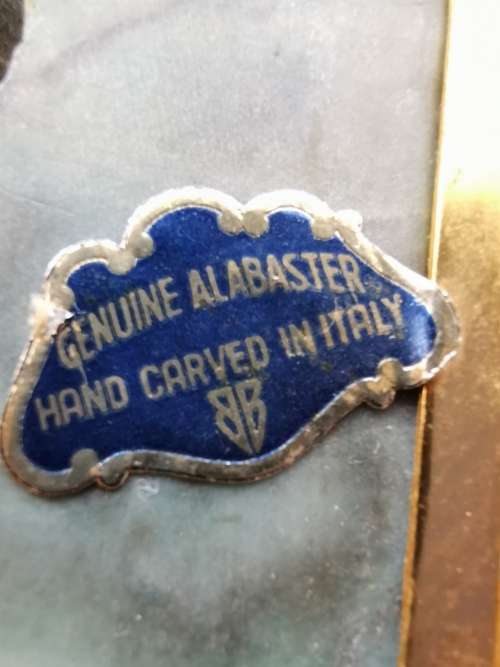 GENUINE ALABASTER
HAND CARVED IN ITALY
BB